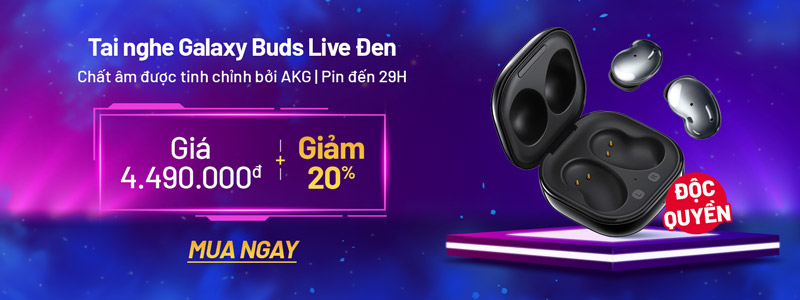 Tai nghe Galaxy Buds Live Đen
Chất âm được tinh chỉnh bởi AKG | Pin đến 29H
Giá
4.490.000đ
+
Giảm
20%
MUA NGAY
ĐỘC
QUYỀN